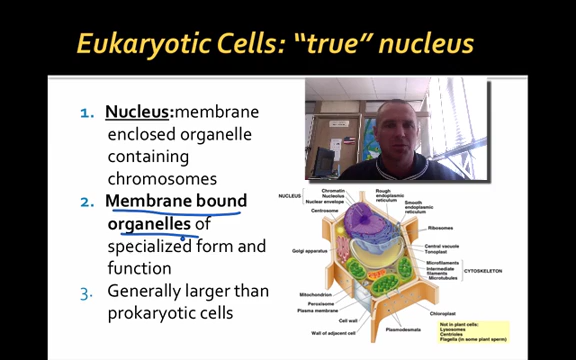 Eukaryotic Cells: “true” nucleus
1. Nucleus:membrane
enclosed organelle
containing
chromosomes
2. Membrane bound
organelles of
specialized form and
function
3. Generally larger than
prokaryotic cells
NUCLEUS
Chromatin
Nucleolus
Nuclear envelope
Centrosome
Rough
endoplasmic
reticulum
Smooth
endoplasmic
reticulum
Ribosomes
Golgi apparatus
Central vacuole
Tonoplast
Microfilaments
Intermediate
filaments
Microtubules
CYTOSKELETON
Mitochondrion
Peroxisome
Plasma membrane
Cell wall
Wall of adjacent cell
Chloroplast
Plasmodesmata
Not in plant cells:
Lysosomes
Centrioles
Flagella (in some plant sperm)